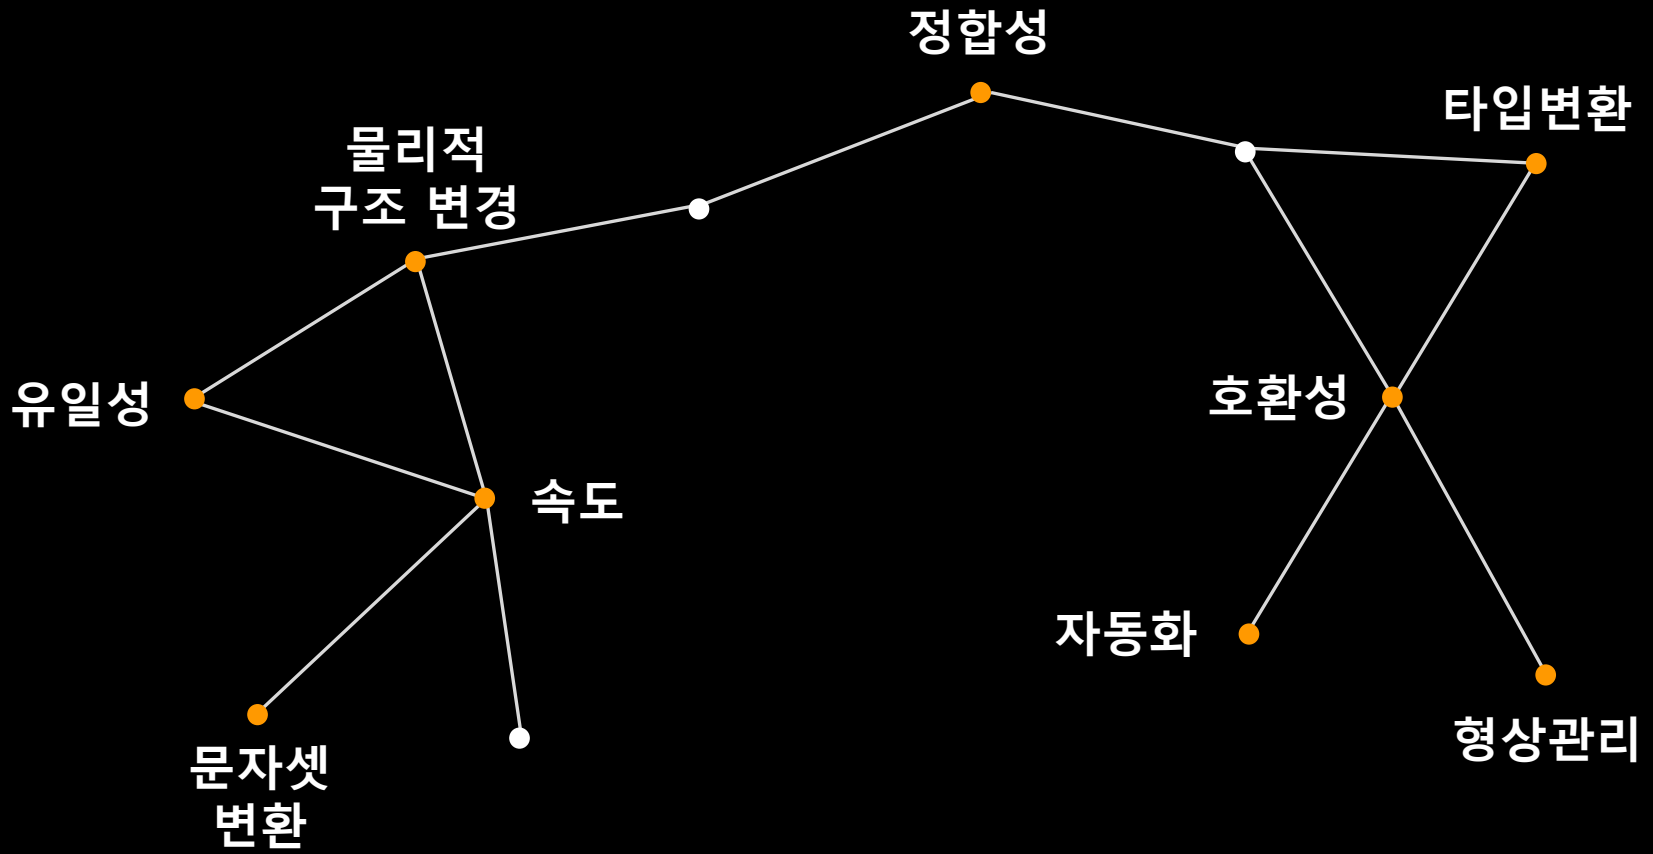 정합성
타입변환
물리적
구조 변경
유일성
호환성
속도
자동화
형상관리
문자셋
변환